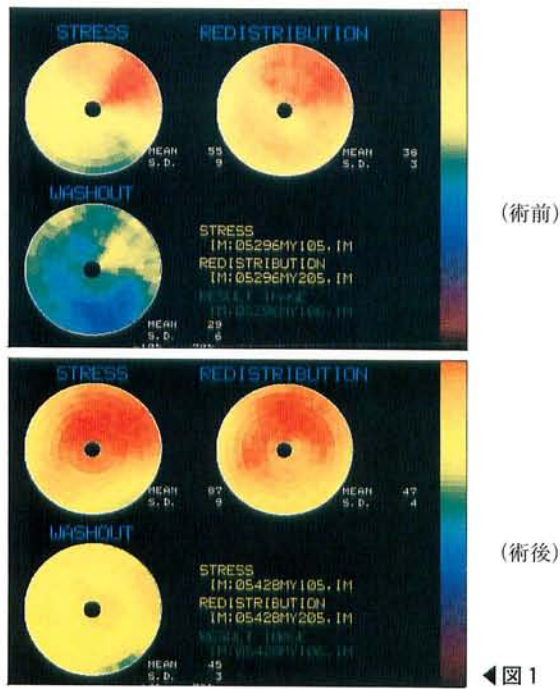 STRESS REDISTRIBUTION
MEAN 55
S.D. 9
MEAN 36
S.D. 3
WASHOUT
STRESS
IM:05296MY105.IM
REDISTRIBUTION
IM:05296MY205.IM
MEAN 29
S.D. 6
(術前)
STRESS REDISTRIBUTION
MEAN 87
S.D. 9
MEAN 47
S.D. 4
WASHOUT
STRESS
IM:05428MY105.IM
REDISTRIBUTION
IM:05428MY205.IM
MEAN 45
S.D. 3
(術後)
◀図1